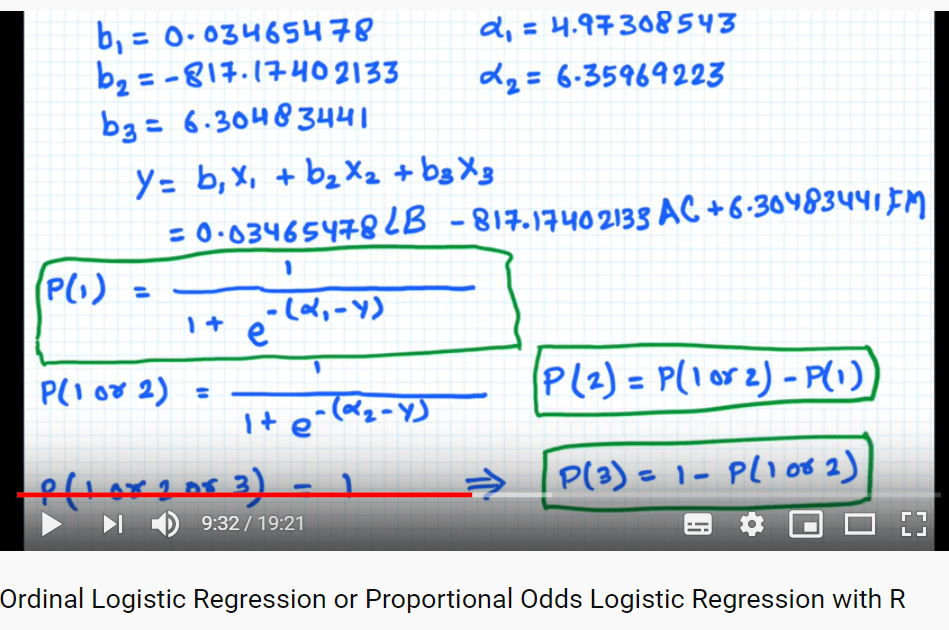 b₁ = 0.03465478
α₁ = 4.97308543
b₂ = -817.17402133
α₂ = 6.35969223
b₃ = 6.30483441
Y = b₁X₁ + b₂X₂ + b₃X₃
= 0.03465478 LB - 817.17402133 AC + 6.30483441 FM
P(1) = 1 / 1 + e^-(α₁-Y)
P(1 or 2) = 1 / 1 + e^-(α₂-Y)
P(2) = P(1 or 2) - P(1)
P(1 or 2 or 3) = 1 ⇒ P(3) = 1 - P(1 or 2)
9:32 / 19:21
Ordinal Logistic Regression or Proportional Odds Logistic Regression with R